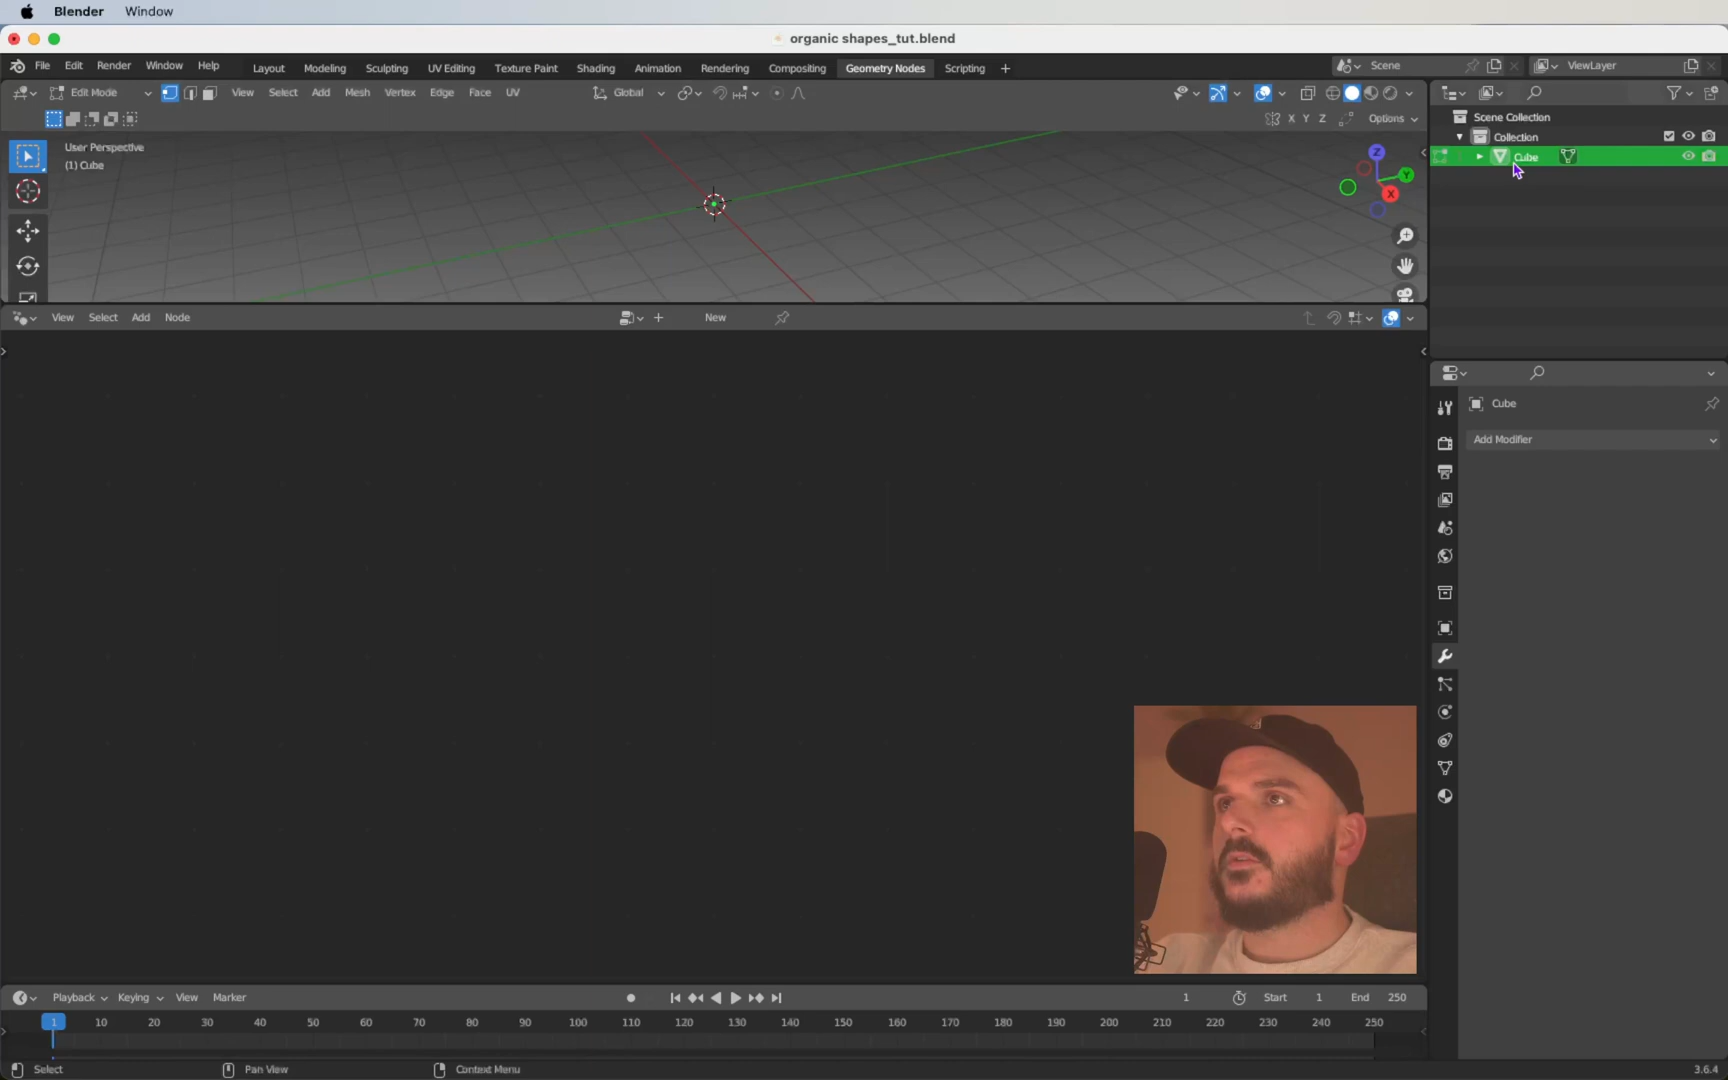 Blender Window
organic shapes_tut.blend
File Edit Render Window Help Layout Modeling Sculpting UV Editing Texture Paint Shading Animation Rendering Compositing Geometry Nodes Scripting + Scene ViewLayer
Edit Mode View Select Add Mesh Vertex Edge Face UV Global
X Y Z Options
Scene Collection
Collection
Cube
User Perspective
(1) Cube
Z
Y
X
View Select Add Node New
Cube
Add Modifier
Playback Keying View Marker 1 Start 1 End 250
1 10 20 30 40 50 60 70 80 90 100 110 120 130 140 150 160 170 180 190 200 210 220 230 240 250
Select Pan View Context Menu 3.6.4